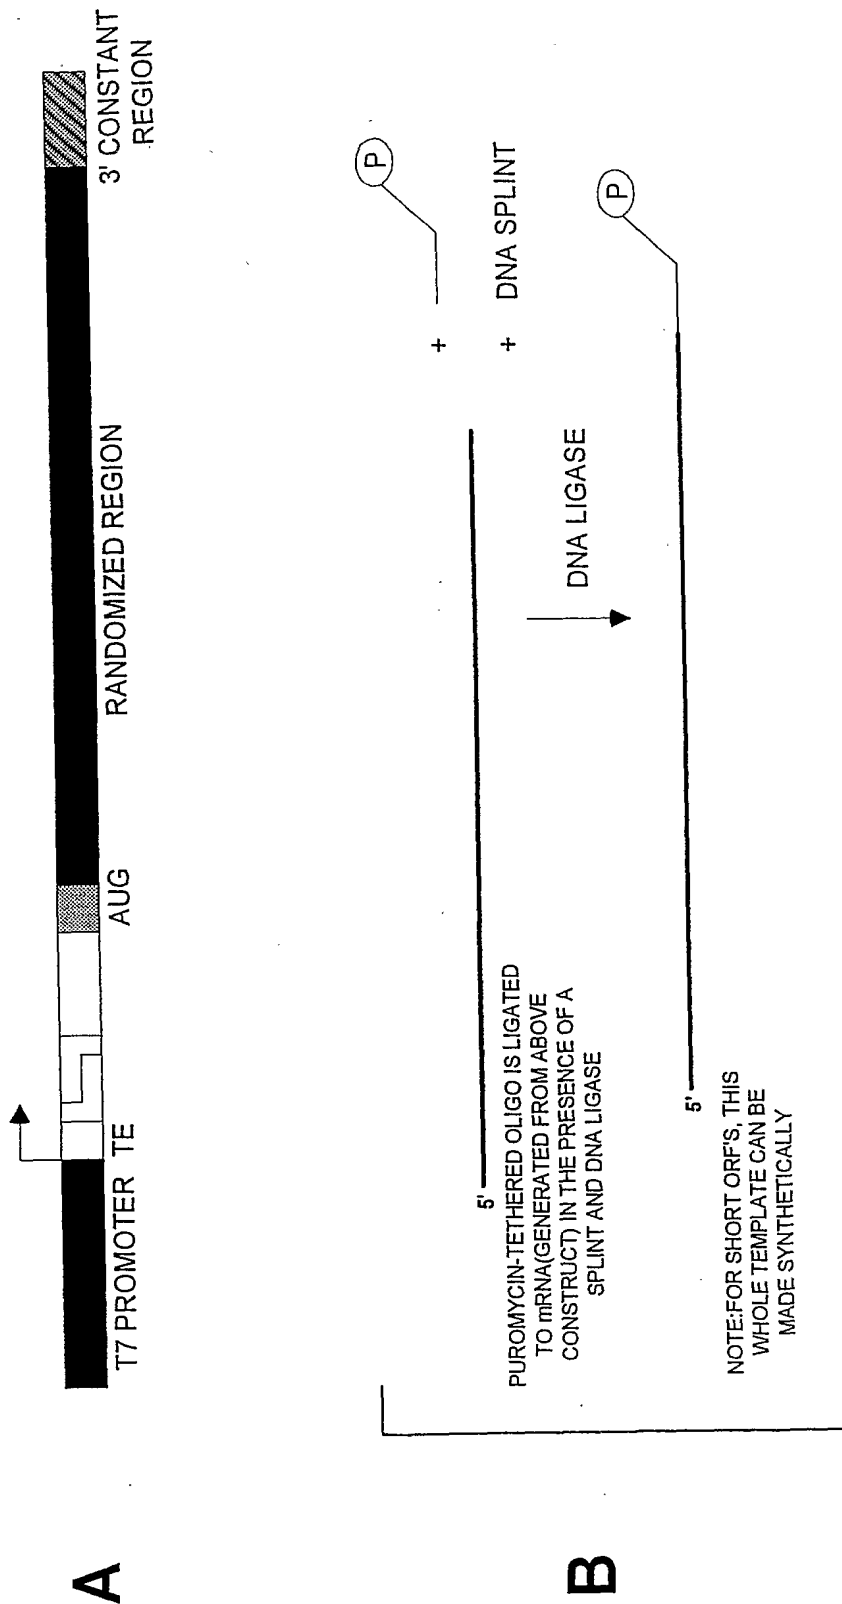 A
T7 PROMOTER TE
AUG
RANDOMIZED REGION
3' CONSTANT
REGION
B
5'
+
P
+ DNA SPLINT
PUROMYCIN-TETHERED OLIGO IS LIGATED
TO mRNA(GENERATED FROM ABOVE
CONSTRUCT) IN THE PRESENCE OF A
SPLINT AND DNA LIGASE
DNA LIGASE
5'
P
NOTE:FOR SHORT ORF'S, THIS
WHOLE TEMPLATE CAN BE
MADE SYNTHETICALLY